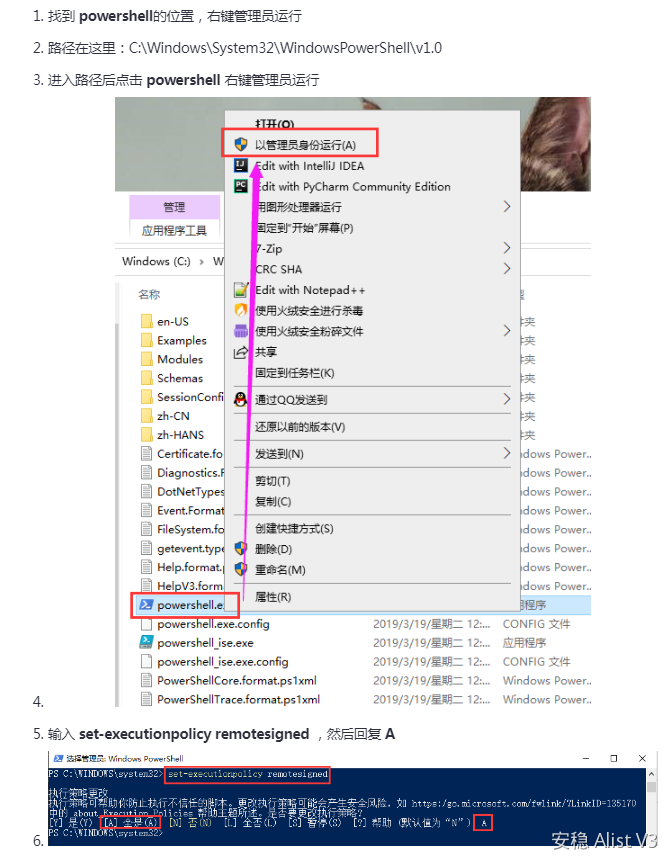 1. 找到 powershell的位置，右键管理员运行
2. 路径在这里：C:\Windows\System32\WindowsPowerShell\v1.0
3. 进入路径后点击 powershell 右键管理员运行
打开(O)
以管理员身份运行(A)
Edit with IntelliJ IDEA
Edit with PyCharm Community Edition
管理
用图形处理器运行
应用程序工具
固定到"开始"屏幕(P)
7-Zip
Windows (C:) › W
CRC SHA
名称
Edit with Notepad++
使用火绒安全进行杀毒
en-US
使用火绒安全粉碎文件
Examples
共享
Modules
固定到任务栏(K)
Schemas
SessionConfi
通过QQ发送到
zh-CN
还原以前的版本(V)
zh-HANS
Certificate.fo
发送到(N)
dows Power...
Diagnostics.F
剪切(T)
dows Power...
DotNetTypes
复制(C)
dows Power...
Event.Format
dows Power...
FileSystem.fo
创建快捷方式(S)
dows Power...
getevent.type
删除(D)
dows Power...
Help.format.p
重命名(M)
dows Power...
HelpV3.form
dows Power...
属性(R)
powershell.ex
程序
powershell.exe.config 2019/3/19/星期二 12:... CONFIG 文件
powershell_ise.exe 2019/3/19/星期二 12:... 应用程序
powershell_ise.exe.config 2019/3/19/星期二 12:... CONFIG 文件
PowerShellCore.format.ps1xml 2019/3/19/星期二 12:... Windows Power...
PowerShellTrace.format.ps1xml 2019/3/19/星期二 12:... Windows Power...
4.
5. 输入 set-executionpolicy remotesigned ，然后回复 A
选择管理员: Windows PowerShell
PS C:\WINDOWS\system32> set-executionpolicy remotesigned
执行策略更改
执行策略可帮助你防止执行不信任的脚本。更改执行策略可能会产生安全风险，如 https:/go.microsoft.com/fwlink/?LinkID=135170
中的 about_Execution_Policies 帮助主题所述。是否要更改执行策略?
[Y] 是(Y) [A] 全是(A) [N] 否(N) [L] 全否(L) [S] 暂停(S) [?] 帮助 (默认值为"N"): A
PS C:\WINDOWS\system32>
6.
安稳 Alist V3